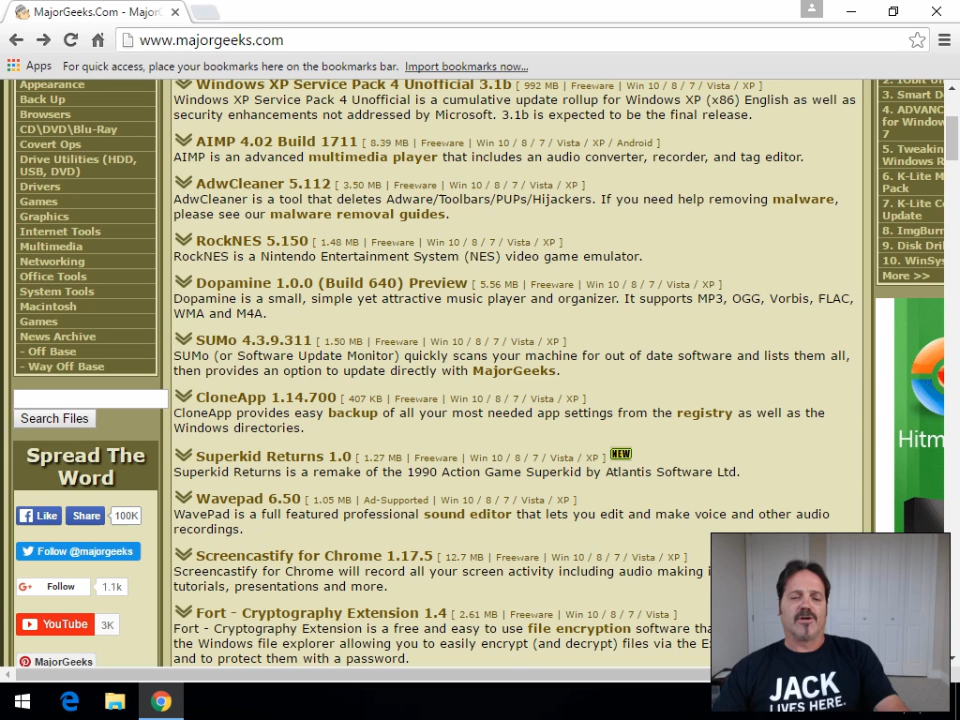 MajorGeeks.Com - Major
www.majorgeeks.com
Apps For quick access, place your bookmarks here on the bookmarks bar. Import bookmarks now...
Appearance
Back Up
Browsers
CD\DVD\Blu-Ray
Covert Ops
Drive Utilities (HDD,
USB, DVD)
Drivers
Games
Graphics
Internet Tools
Multimedia
Networking
Office Tools
System Tools
Macintosh
Games
News Archive
- Off Base
- Way Off Base
Search Files
Spread The
Word
Like Share 100K
Follow @majorgeeks
G+ Follow 1.1k
YouTube 3K
MajorGeeks
Windows XP Service Pack 4 Unofficial 3.1b [ 992 MB | Freeware | Win 10 / 8 / 7 / Vista / XP ]
Windows XP Service Pack 4 Unofficial is a cumulative update rollup for Windows XP (x86) English as well as
security enhancements not addressed by Microsoft. 3.1b is expected to be the final release.
AIMP 4.02 Build 1711 [ 8.39 MB | Freeware | Win 10 / 8 / 7 / Vista / XP / Android ]
AIMP is an advanced multimedia player that includes an audio converter, recorder, and tag editor.
AdwCleaner 5.112 [ 3.50 MB | Freeware | Win 10 / 8 / 7 / Vista / XP ]
AdwCleaner is a tool that deletes Adware/Toolbars/PUPs/Hijackers. If you need help removing malware,
please see our malware removal guides.
RockNES 5.150 [ 1.48 MB | Freeware | Win 10 / 8 / 7 / Vista / XP ]
RockNES is a Nintendo Entertainment System (NES) video game emulator.
Dopamine 1.0.0 (Build 640) Preview [ 5.56 MB | Freeware | Win 10 / 8 / 7 / Vista / XP ]
Dopamine is a small, simple yet attractive music player and organizer. It supports MP3, OGG, Vorbis, FLAC,
WMA and M4A.
SUMo 4.3.9.311 [ 1.50 MB | Freeware | Win 10 / 8 / 7 / Vista / XP ]
SUMo (or Software Update Monitor) quickly scans your machine for out of date software and lists them all,
then provides an option to update directly with MajorGeeks.
CloneApp 1.14.700 [ 407 KB | Freeware | Win 10 / 8 / 7 / Vista / XP ]
CloneApp provides easy backup of all your most needed app settings from the registry as well as the
Windows directories.
Superkid Returns 1.0 [ 1.27 MB | Freeware | Win 10 / 8 / 7 / Vista / XP ] NEW
Superkid Returns is a remake of the 1990 Action Game Superkid by Atlantis Software Ltd.
Wavepad 6.50 [ 1.05 MB | Ad-Supported | Win 10 / 8 / 7 / Vista / XP ]
WavePad is a full featured professional sound editor that lets you edit and make voice and other audio
recordings.
Screencastify for Chrome 1.17.5 [ 12.7 MB | Freeware | Win 10 / 8 / 7 / Vista / XP ]
Screencastify for Chrome will record all your screen activity including audio making i
tutorials, presentations and more.
Fort - Cryptography Extension 1.4 [ 2.61 MB | Freeware | Win 10 / 8 / 7 / Vista ]
Fort - Cryptography Extension is a free and easy to use file encryption software tha
the Windows file explorer allowing you to easily encrypt (and decrypt) files via the Ex
and to protect them with a password.
3. Smart D
4. ADVANC
for Window
7
5. Tweakin
Windows R
6. K-Lite M
Pack
7. K-Lite Co
Update
8. ImgBurn
9. Disk Dril
10. WinSys
More >>
Hitm
JACK
LIVES HERE.